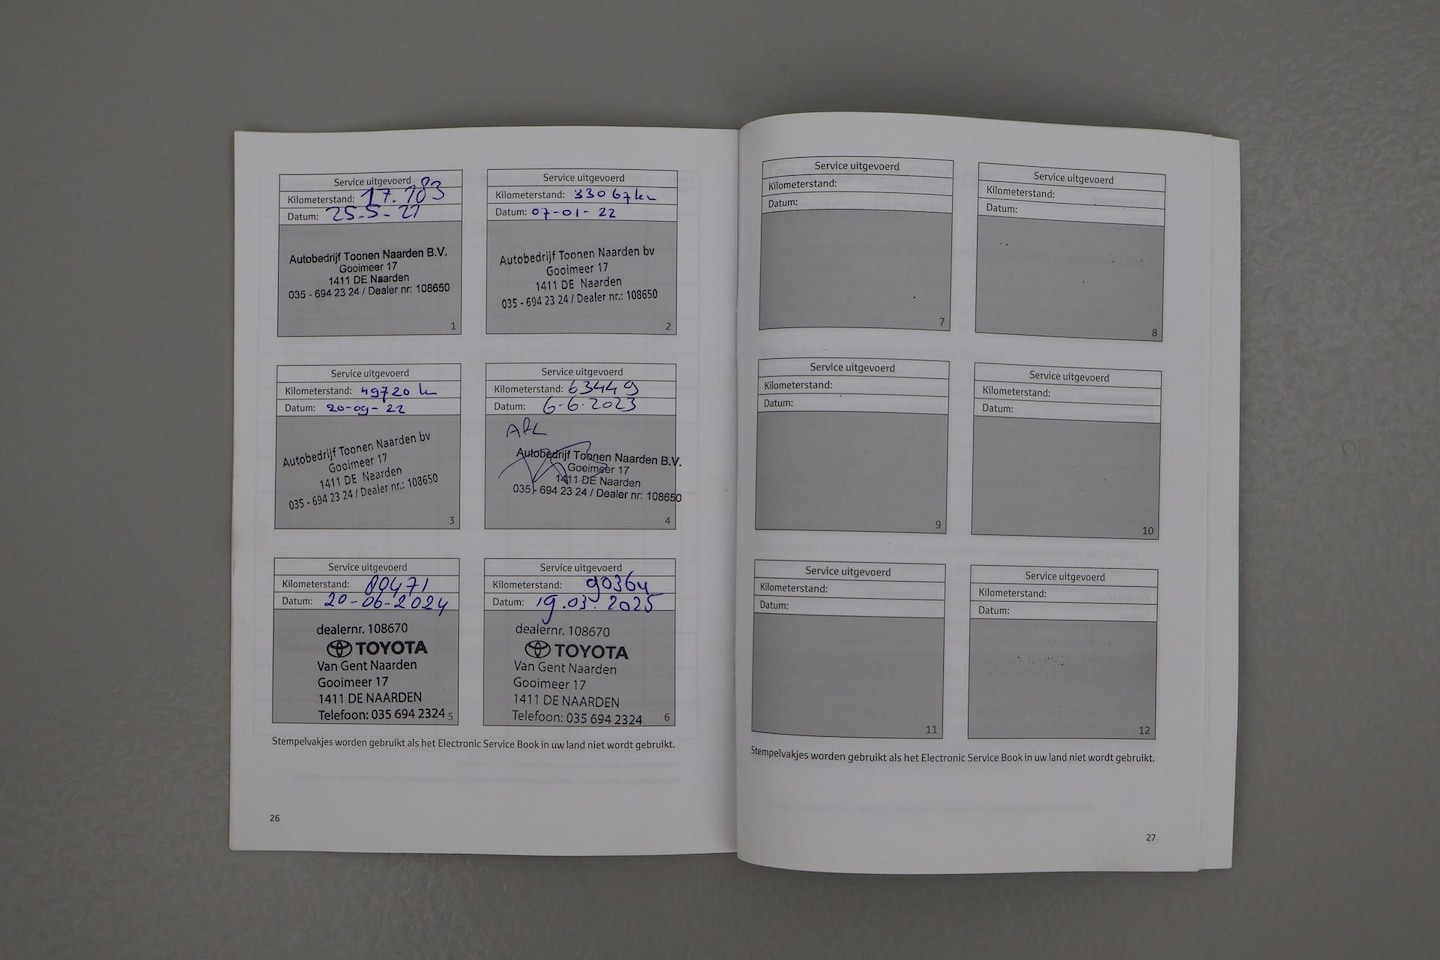 Service uitgevoerd
Kilometerstand: 17.783
Datum: 25-5-21
Autobedrijf Toonen Naarden B.V.
Gooimeer 17
1411 DE Naarden
035 - 694 23 24 / Dealer nr: 108650
1
Service uitgevoerd
Kilometerstand: 33067km
Datum: 07-01-22
Autobedrijf Toonen Naarden bv
Gooimeer 17
1411 DE Naarden
035 - 694 23 24 / Dealer nr.: 108650
2
Service uitgevoerd
Kilometerstand: 49720 km
Datum: 20-09-22
Autobedrijf Toonen Naarden bv
Gooimeer 17
1411 DE Naarden
035 - 694 23 24 / Dealer nr.: 108650
3
Service uitgevoerd
Kilometerstand: 63449
Datum: 6-6-2023
Autobedrijf Toonen Naarden B.V.
Gooimeer 17
1411 DE Naarden
035 - 694 23 24 / Dealer nr: 108650
4
Service uitgevoerd
Kilometerstand: 80471
Datum: 20-06-2024
dealernr. 108670
TOYOTA
Van Gent Naarden
Gooimeer 17
1411 DE NAARDEN
Telefoon: 035 694 2324
5
Service uitgevoerd
Kilometerstand: 90364
Datum: 19.03.2025
dealernr. 108670
TOYOTA
Van Gent Naarden
Gooimeer 17
1411 DE NAARDEN
Telefoon: 035 694 2324
6
Stempelvakjes worden gebruikt als het Electronic Service Book in uw land niet wordt gebruikt.
26
Service uitgevoerd
Kilometerstand:
Datum:
7
Service uitgevoerd
Kilometerstand:
Datum:
8
Service uitgevoerd
Kilometerstand:
Datum:
9
Service uitgevoerd
Kilometerstand:
Datum:
10
Service uitgevoerd
Kilometerstand:
Datum:
11
Service uitgevoerd
Kilometerstand:
Datum:
12
Stempelvakjes worden gebruikt als het Electronic Service Book in uw land niet wordt gebruikt.
27